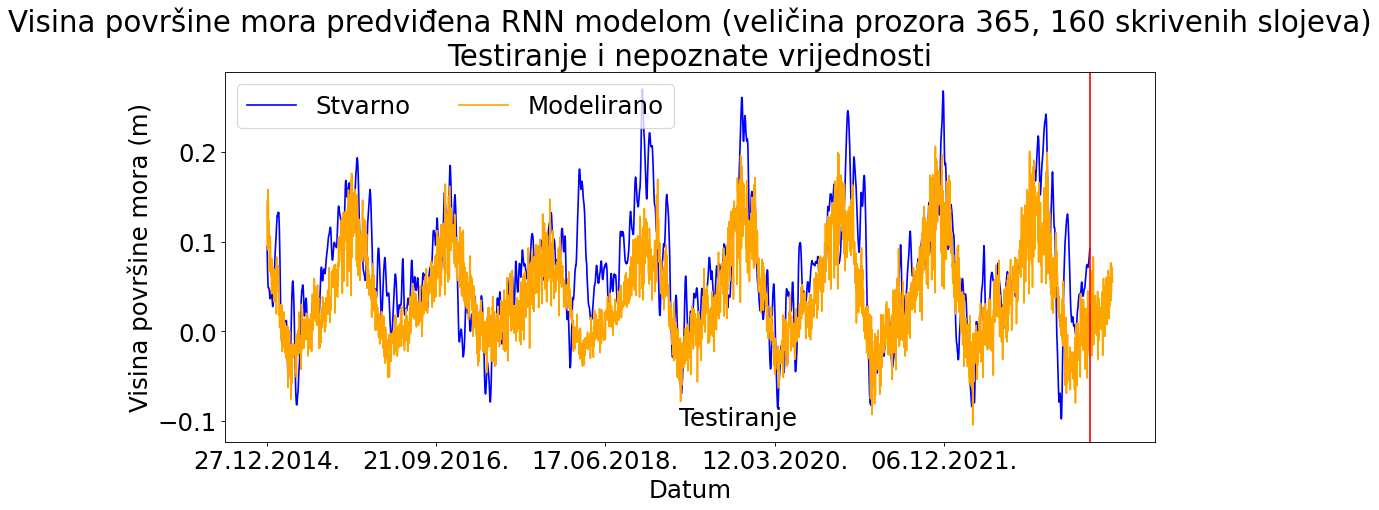 Visina površine mora predviđena RNN modelom (veličina prozora 365, 160 skrivenih slojeva)
Testiranje i nepoznate vrijednosti
Stvarno
Modelirano
Visina površine mora (m)
0.2
0.1
0.0
−0.1
Testiranje
27.12.2014.
21.09.2016.
17.06.2018.
12.03.2020.
06.12.2021.
Datum